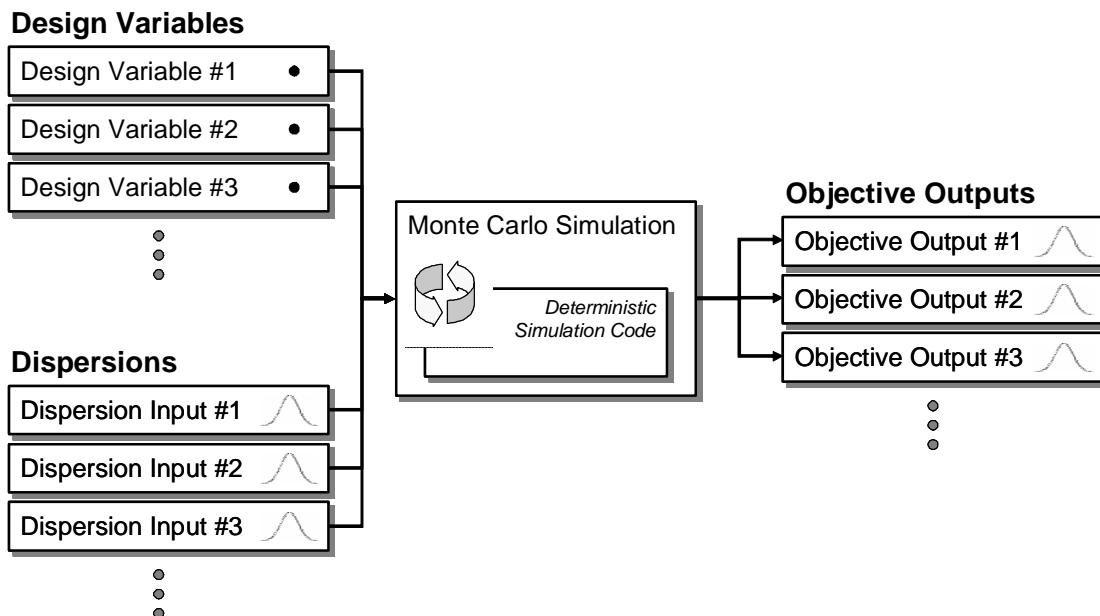 Design Variables
Design Variable #1
Design Variable #2
Design Variable #3
Dispersions
Dispersion Input #1
Dispersion Input #2
Dispersion Input #3
Monte Carlo Simulation
Deterministic
Simulation Code
Objective Outputs
Objective Output #1
Objective Output #2
Objective Output #3